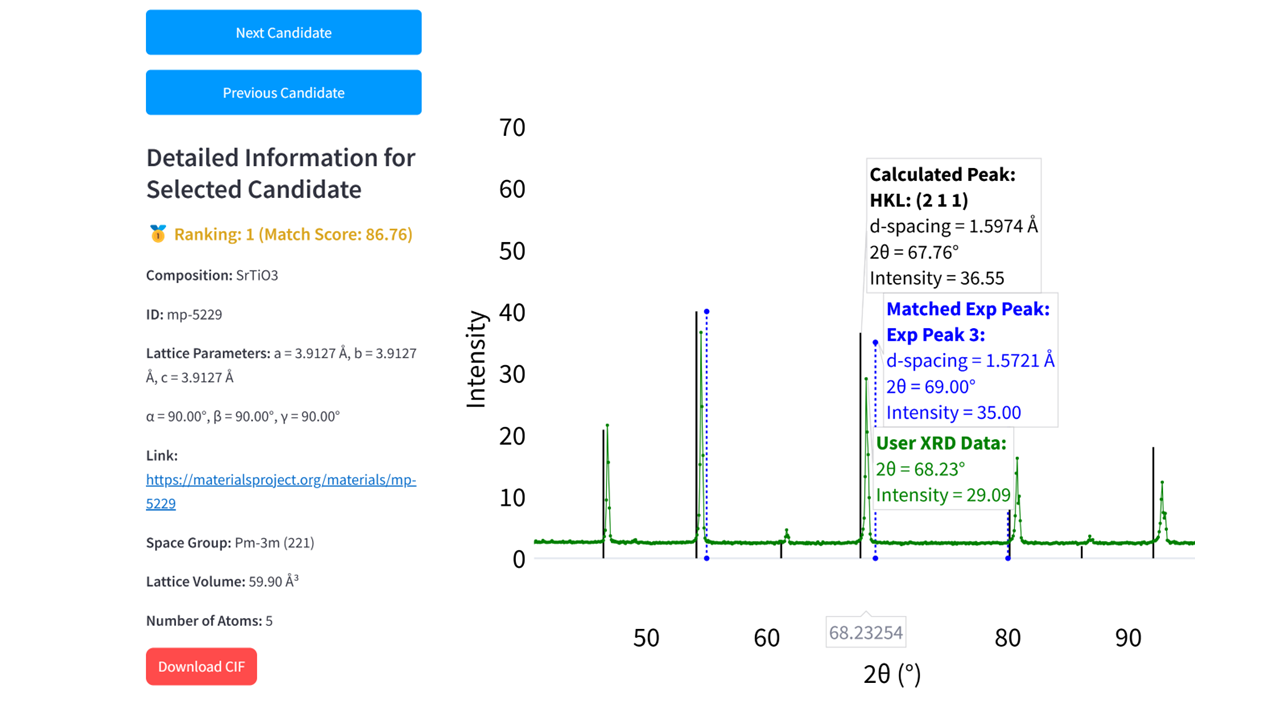 Next Candidate
Previous Candidate
Detailed Information for
Selected Candidate
Ranking: 1 (Match Score: 86.76)
Composition: SrTiO3
ID: mp-5229
Lattice Parameters: a = 3.9127 Å, b = 3.9127
Å, c = 3.9127 Å
α = 90.00°, β = 90.00°, γ = 90.00°
Link:
https://materialsproject.org/materials/mp-
5229
Space Group: Pm-3m (221)
Lattice Volume: 59.90 Å³
Number of Atoms: 5
Download CIF
70
60
50
40
30
20
10
0
Intensity
Calculated Peak:
HKL: (2 1 1)
d-spacing = 1.5974 Å
2θ = 67.76°
Intensity = 36.55
Matched Exp Peak:
Exp Peak 3:
d-spacing = 1.5721 Å
2θ = 69.00°
Intensity = 35.00
User XRD Data:
2θ = 68.23°
Intensity = 29.09
50
60
68.23254
80
90
2θ (°)